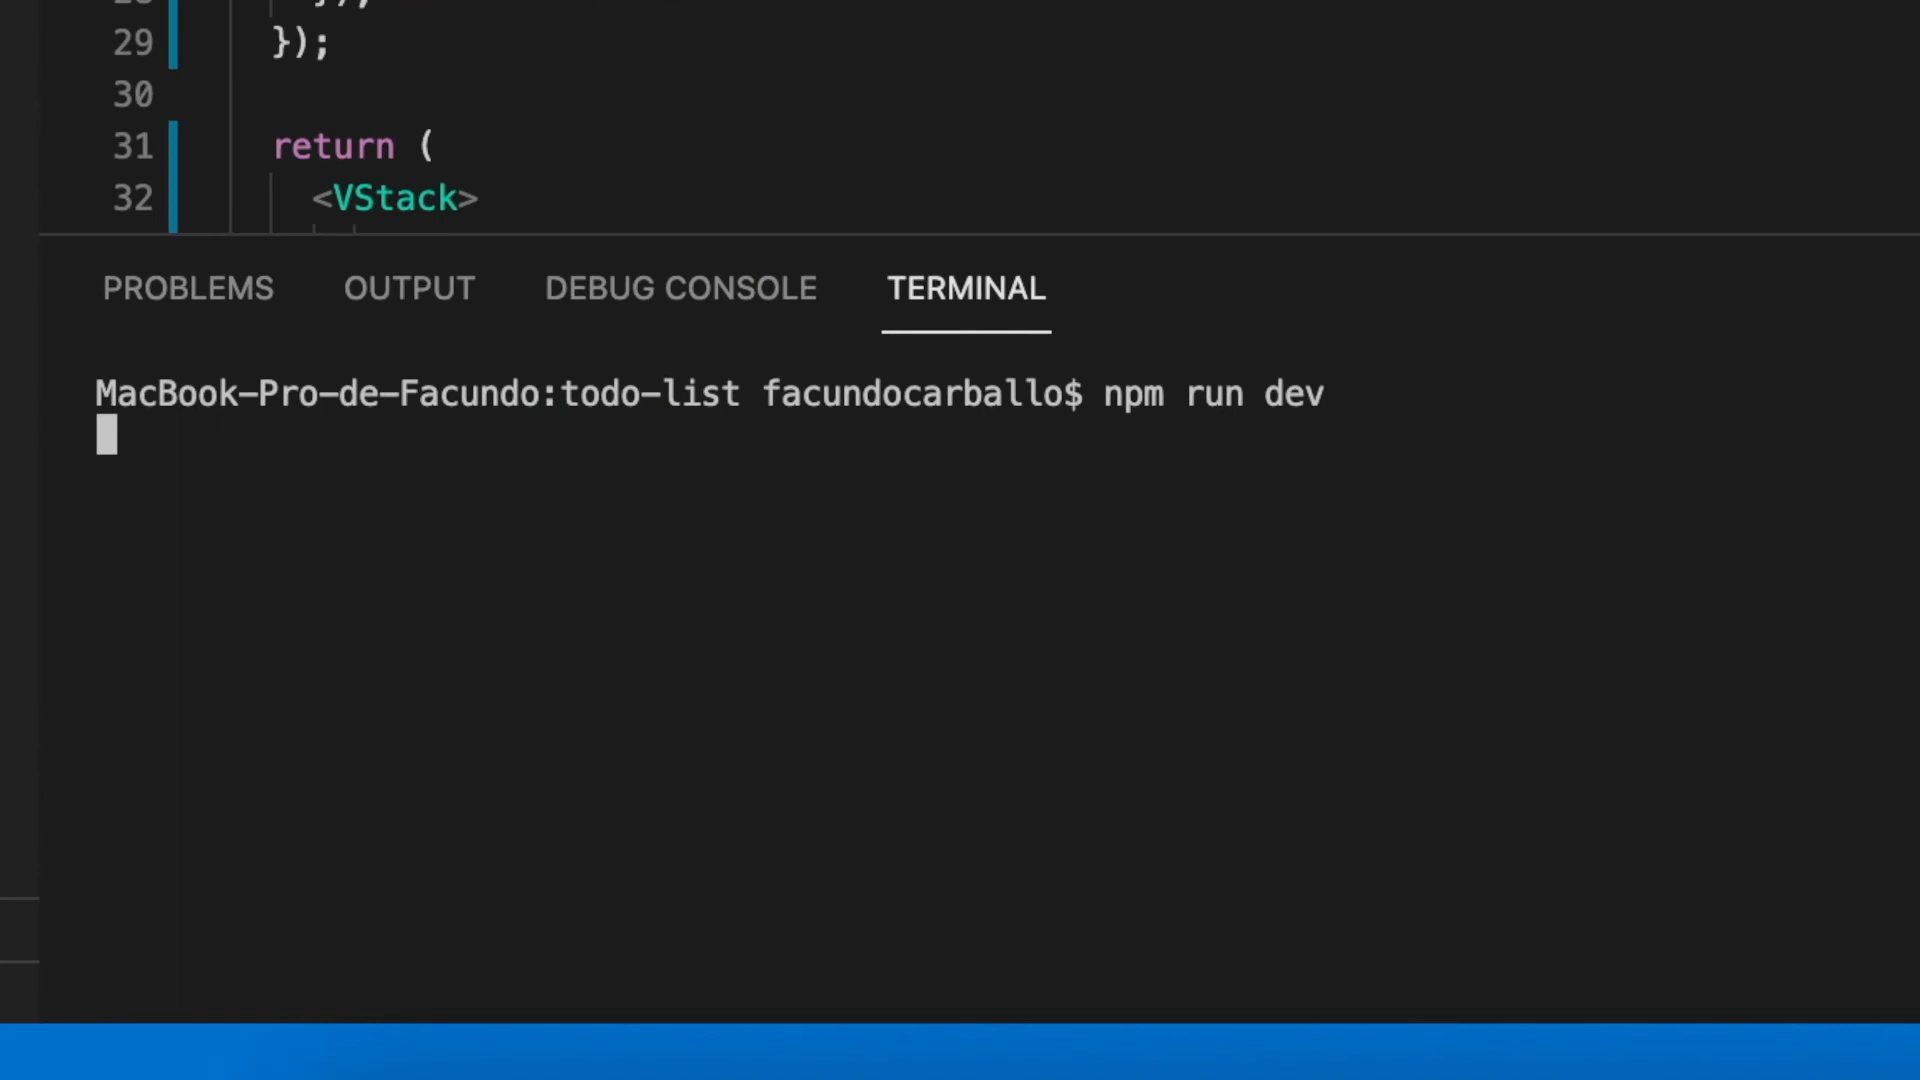 29 });
30
31 return (
32 <VStack>
PROBLEMS OUTPUT DEBUG CONSOLE TERMINAL
MacBook-Pro-de-Facundo:todo-list facundocarballo$ npm run dev